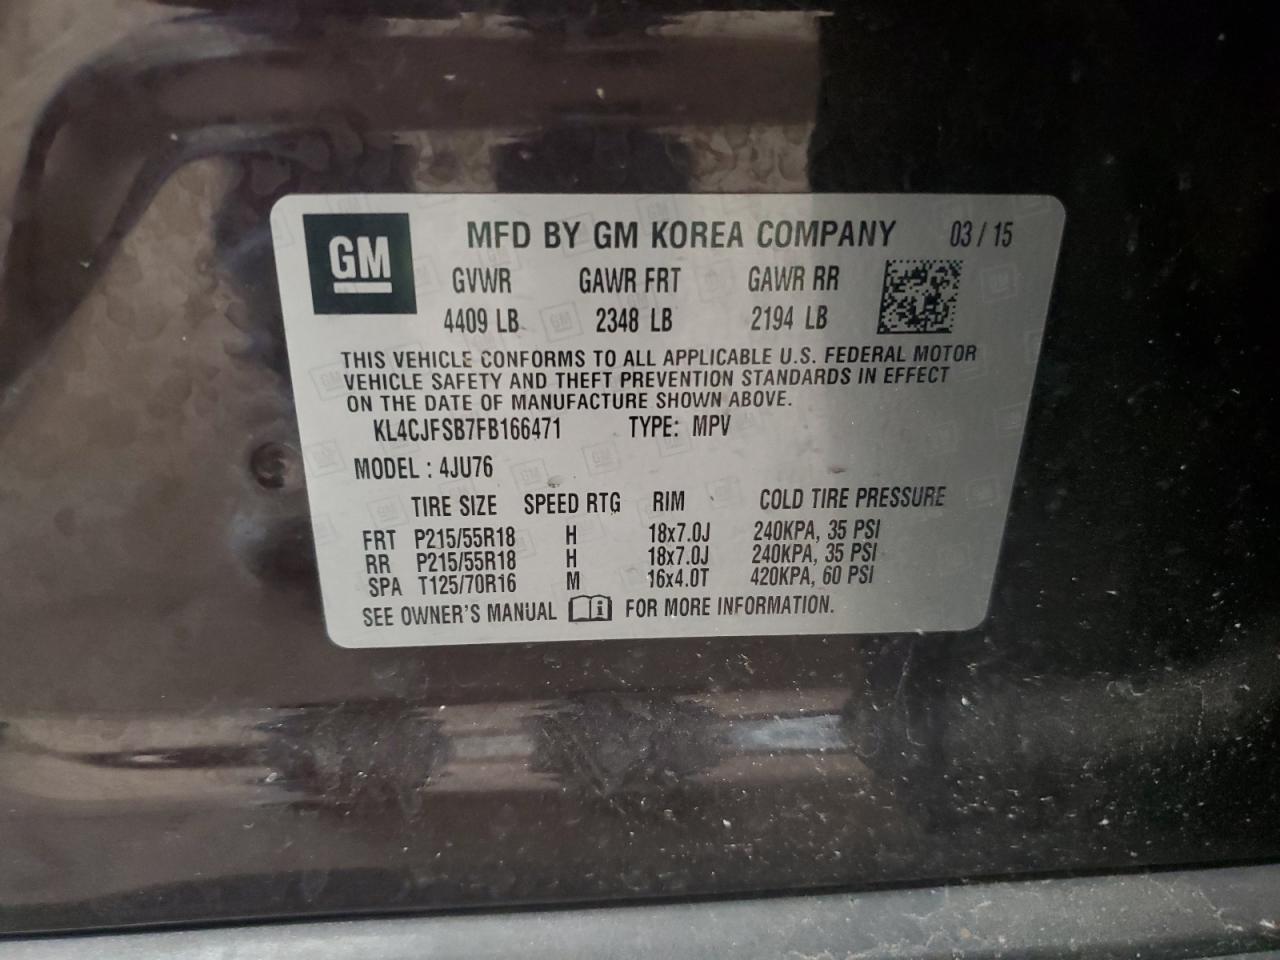 GM
MFD BY GM KOREA COMPANY 03/15
GVWR GAWR FRT GAWR RR
4409 LB 2348 LB 2194 LB
THIS VEHICLE CONFORMS TO ALL APPLICABLE U.S. FEDERAL MOTOR
VEHICLE SAFETY AND THEFT PREVENTION STANDARDS IN EFFECT
ON THE DATE OF MANUFACTURE SHOWN ABOVE.
KL4CJFSB7FB166471 TYPE: MPV
MODEL : 4JU76
TIRE SIZE SPEED RTG RIM COLD TIRE PRESSURE
FRT P215/55R18 H 18x7.0J 240KPA, 35 PSI
RR P215/55R18 H 18x7.0J 240KPA, 35 PSI
SPA T125/70R16 M 16x4.0T 420KPA, 60 PSI
SEE OWNER'S MANUAL i FOR MORE INFORMATION.